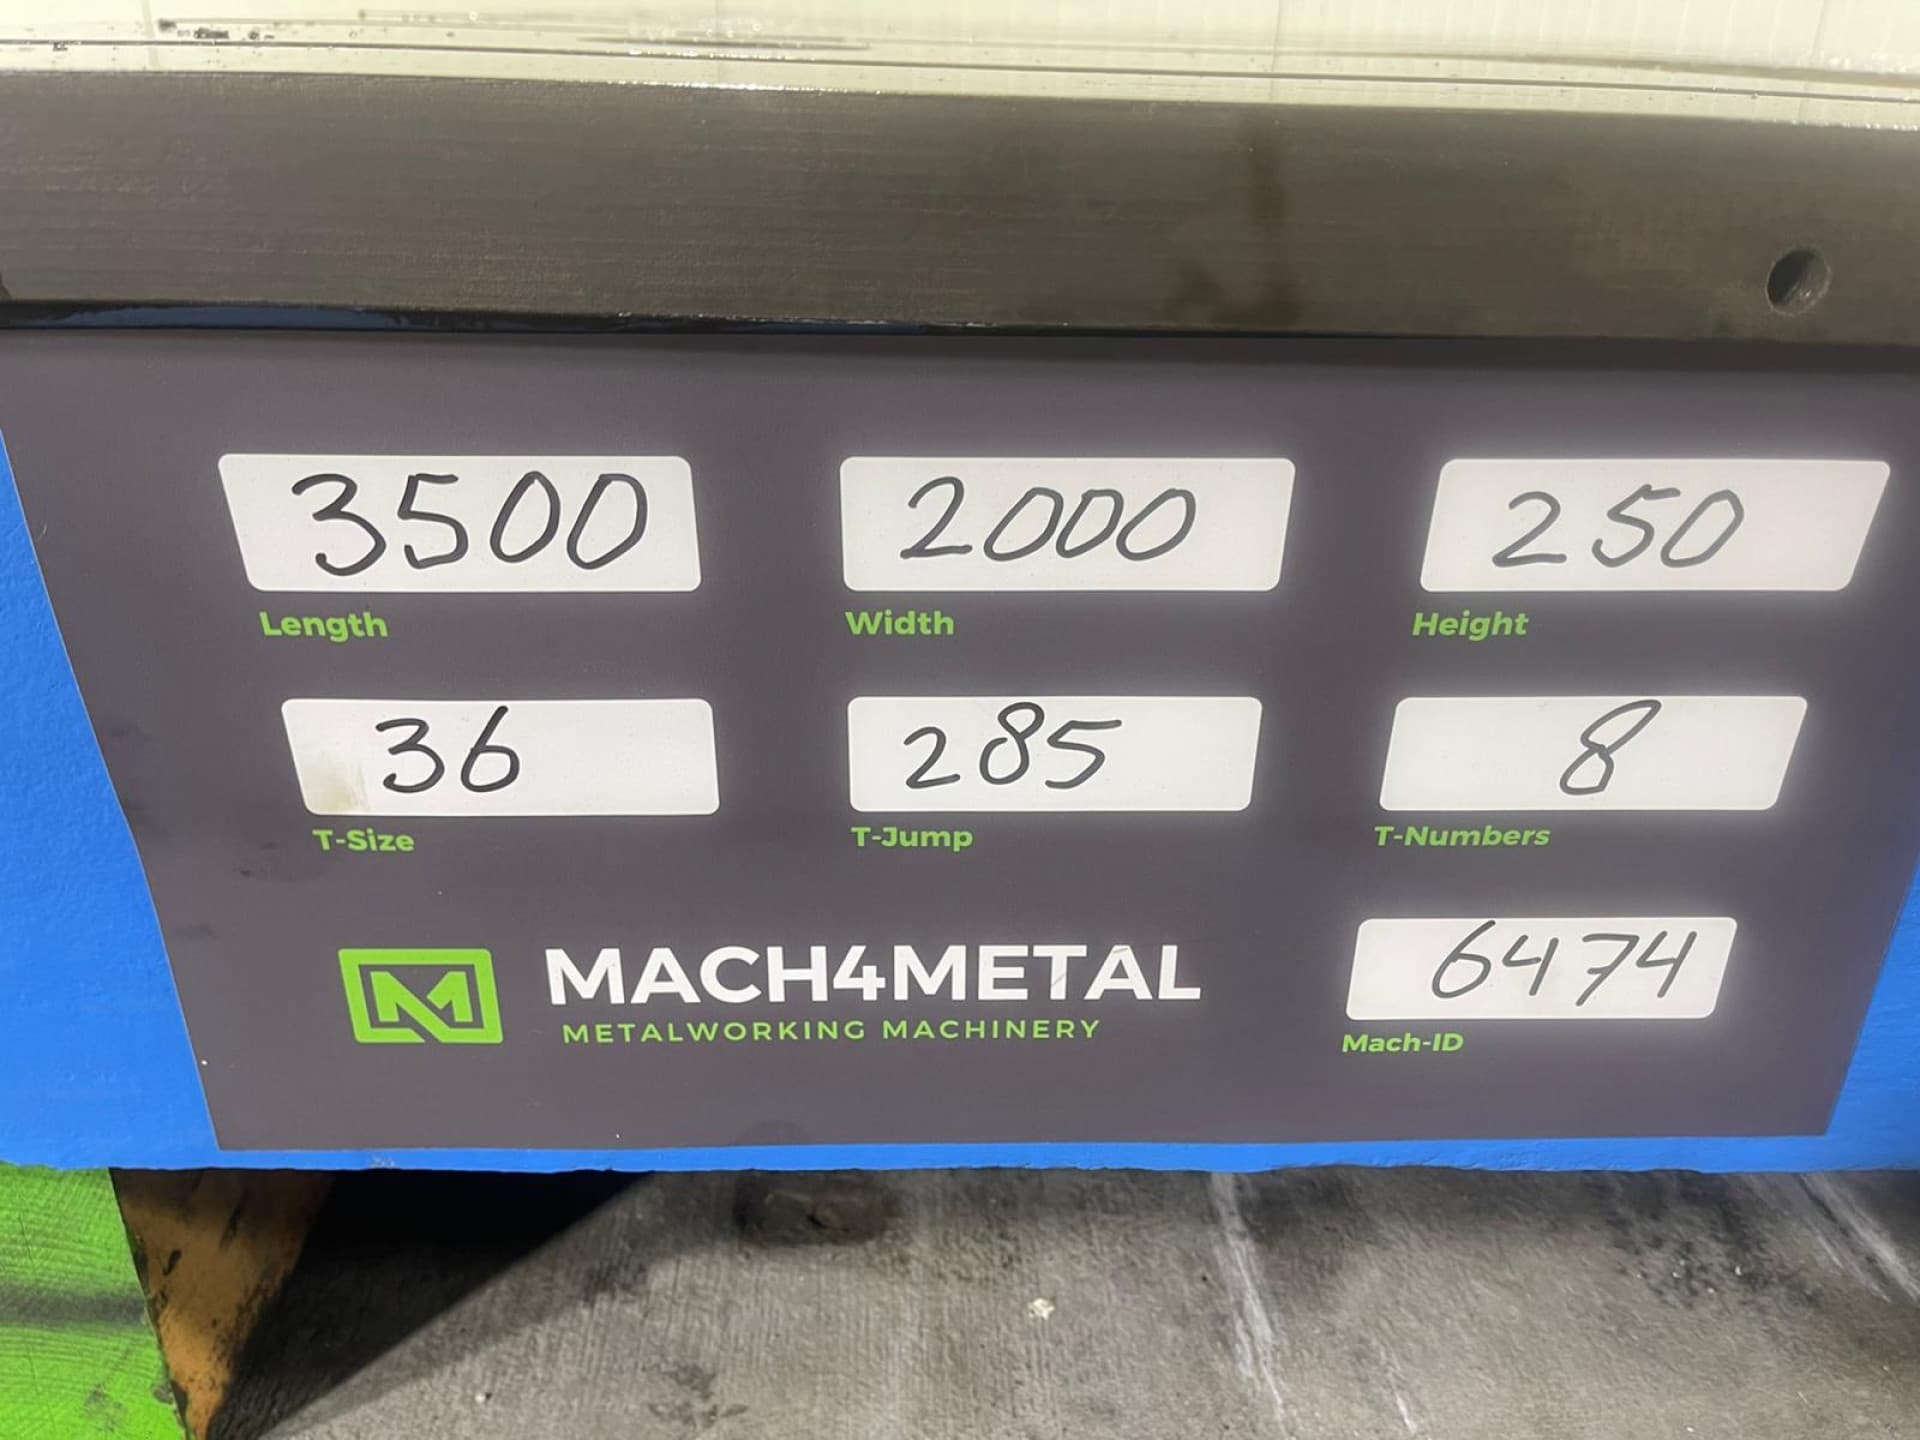 3500 2000 250
Length Width Height
36 285 8
T-Size T-Jump T-Numbers
MACH4METAL 6474
METALWORKING MACHINERY Mach-ID